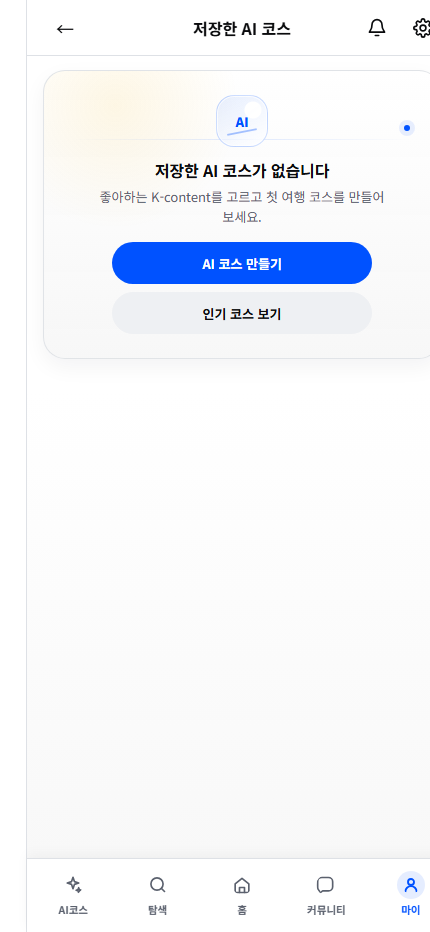 저장한 AI 코스
AI
저장한 AI 코스가 없습니다
좋아하는 K-content를 고르고 첫 여행 코스를 만들어
보세요.
AI 코스 만들기
인기 코스 보기
AI코스
탐색
홈
커뮤니티
마이